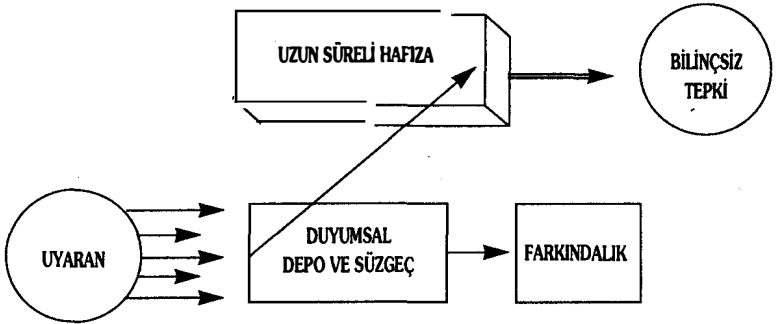 UZUN SÜRELİ HAFIZA
BİLİNÇSİZ
TEPKİ
UYARAN
DUYUMSAL
DEPO VE SÜZGEÇ
FARKINDALIK